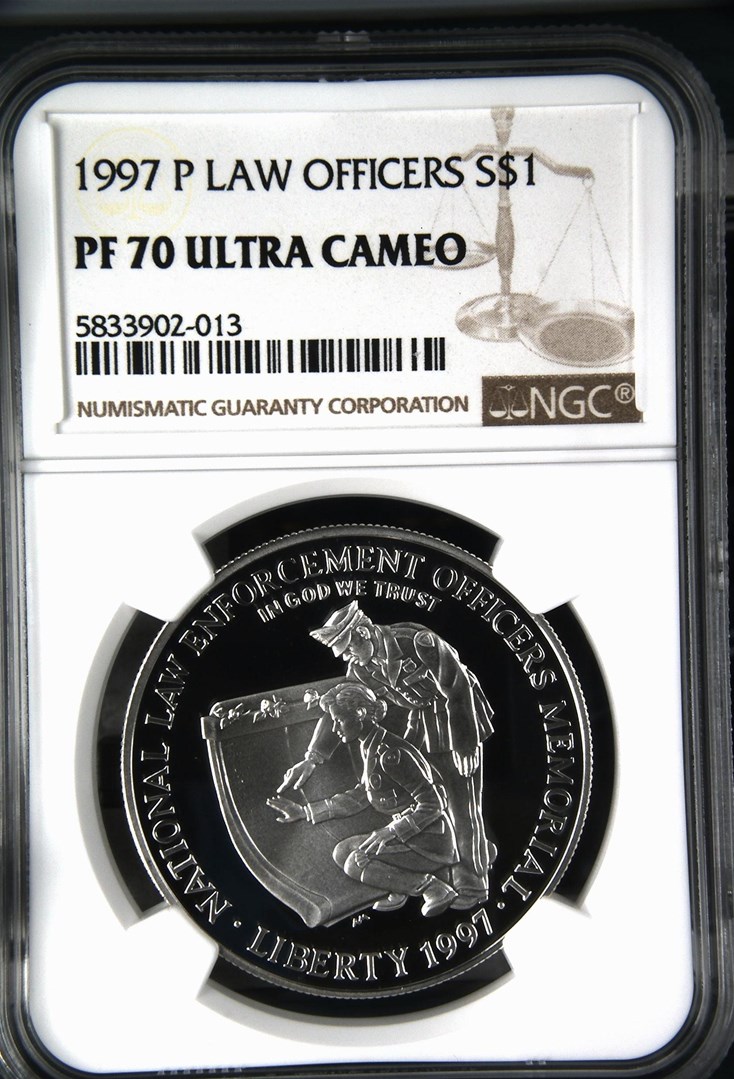 1997 P LAW OFFICERS S$1
PF 70 ULTRA CAMEO
5833902-013
NUMISMATIC GUARANTY CORPORATION
NGC®
NATIONAL LAW ENFORCEMENT OFFICERS MEMORIAL
IN GOD WE TRUST
· LIBERTY 1997 ·